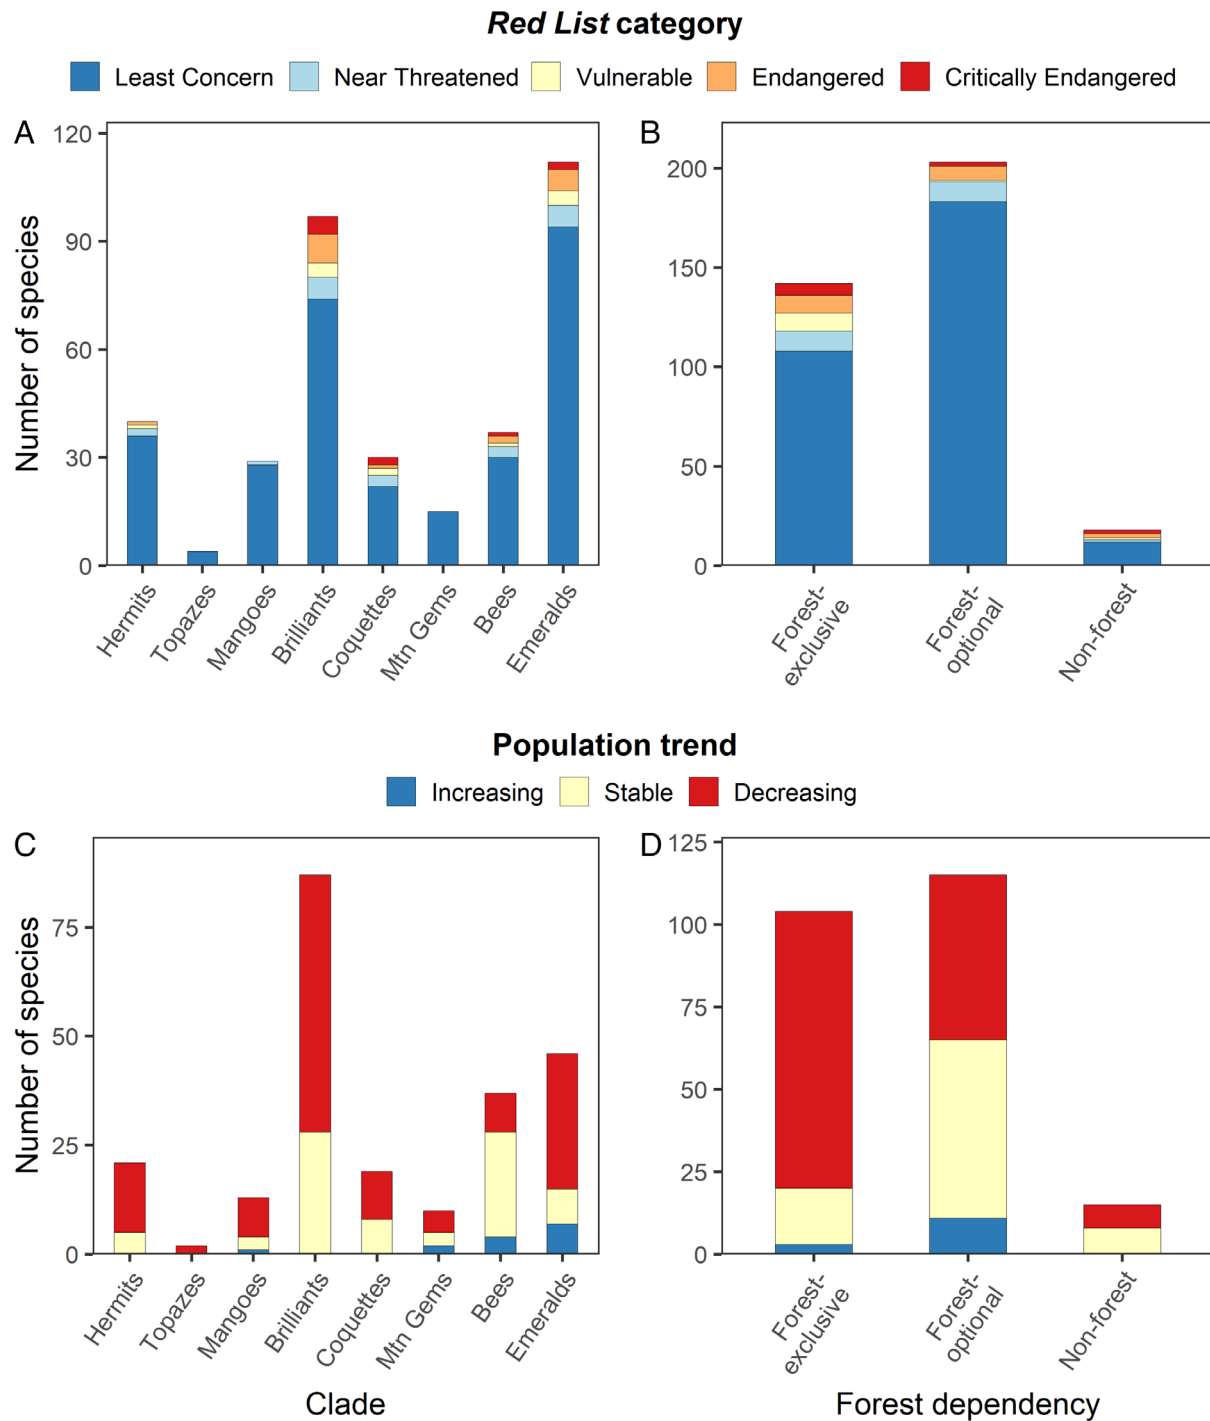 Red List category
Least Concern Near Threatened Vulnerable Endangered Critically Endangered
A
Number of species
120
90
60
30
0
Hermits
Topazes
Mangoes
Brilliants
Coquettes
Mtn Gems
Bees
Emeralds
B
200
150
100
50
0
Forest-
exclusive
Forest-
optional
Non-forest
Population trend
Increasing Stable Decreasing
C
Number of species
75
50
25
0
Hermits
Topazes
Mangoes
Brilliants
Coquettes
Mtn Gems
Bees
Emeralds
Clade
D
125
100
75
50
25
0
Forest-
exclusive
Forest-
optional
Non-forest
Forest dependency